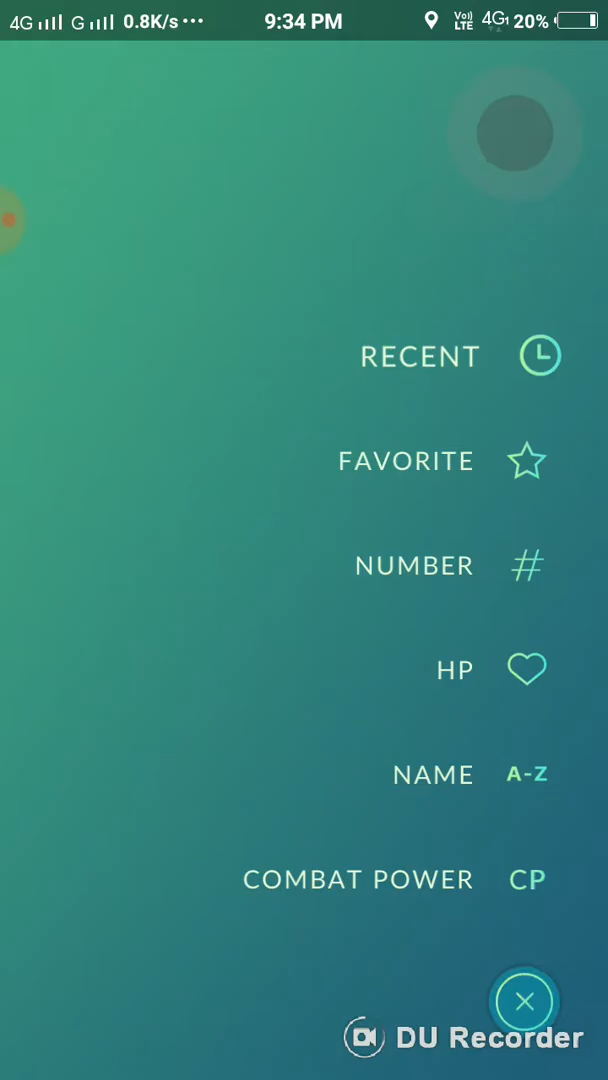 4G G 0.8K/s ... 9:34 PM Vo)) LTE 4G1 20%
RECENT
FAVORITE
NUMBER #
HP
NAME A-Z
COMBAT POWER CP
DU Recorder